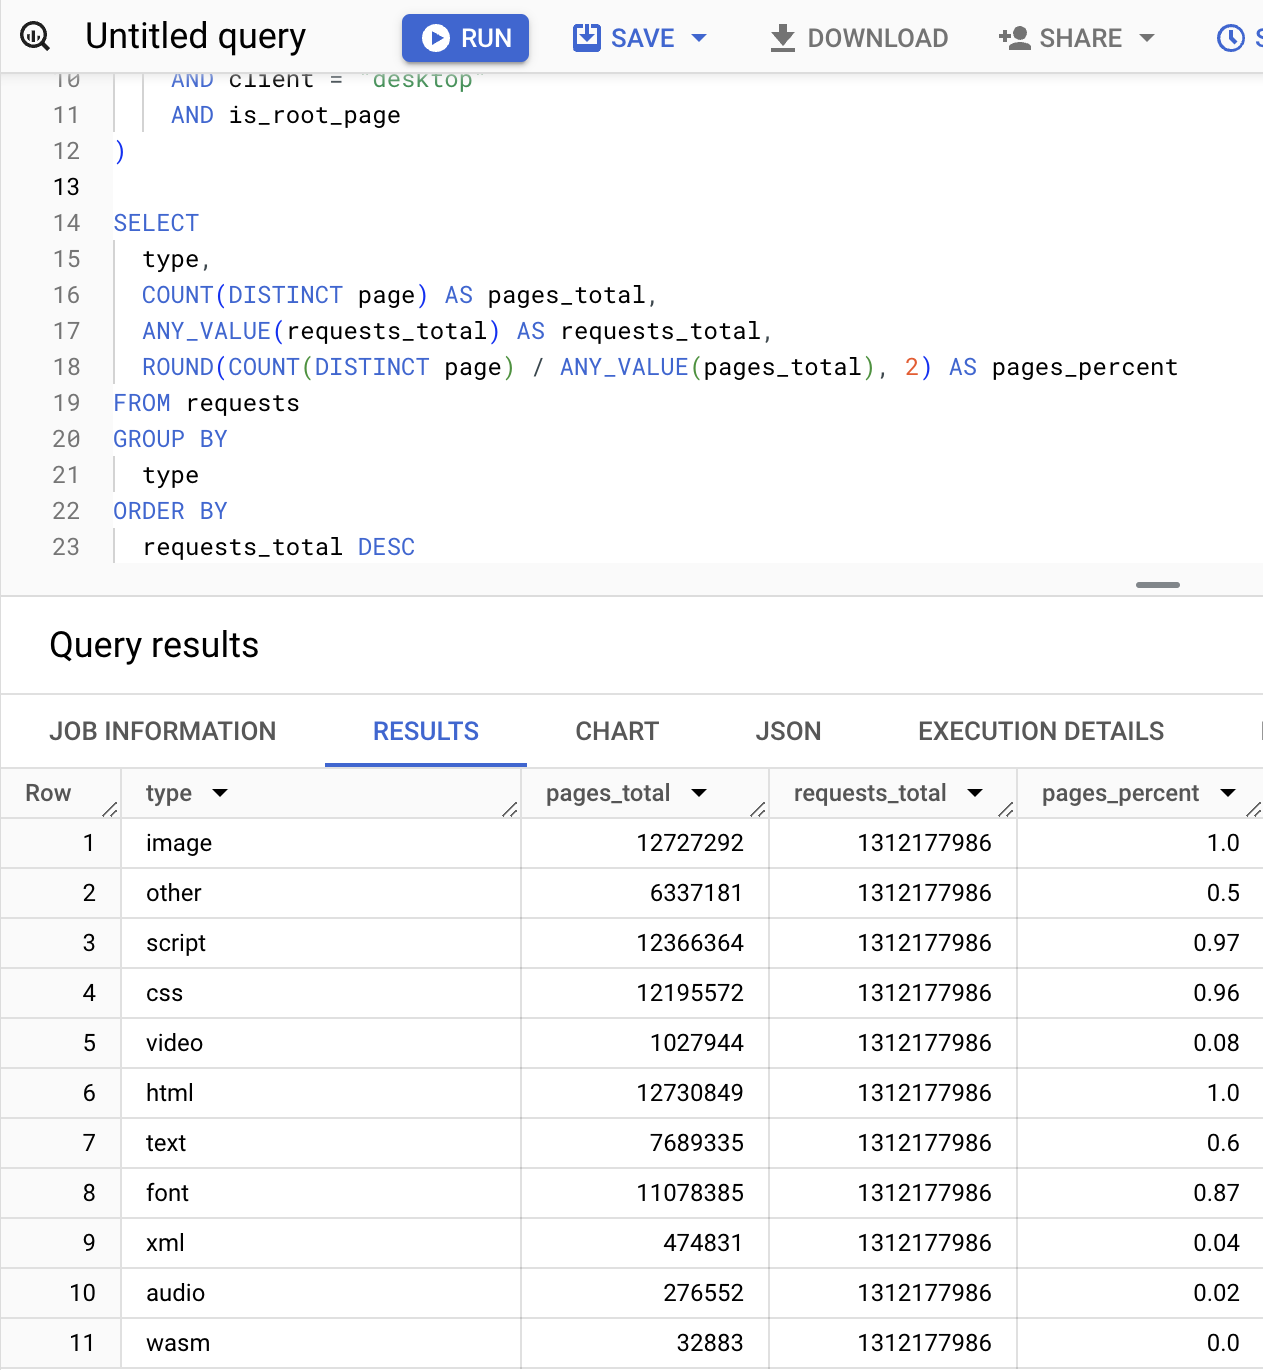 Untitled query RUN SAVE DOWNLOAD SHARE
10 AND client = "desktop"
11 AND is_root_page
12 )
13
14 SELECT
15 type,
16 COUNT(DISTINCT page) AS pages_total,
17 ANY_VALUE(requests_total) AS requests_total,
18 ROUND(COUNT(DISTINCT page) / ANY_VALUE(pages_total), 2) AS pages_percent
19 FROM requests
20 GROUP BY
21 type
22 ORDER BY
23 requests_total DESC
Query results
JOB INFORMATION RESULTS CHART JSON EXECUTION DETAILS
Row type pages_total requests_total pages_percent
1 image 12727292 1312177986 1.0
2 other 6337181 1312177986 0.5
3 script 12366364 1312177986 0.97
4 css 12195572 1312177986 0.96
5 video 1027944 1312177986 0.08
6 html 12730849 1312177986 1.0
7 text 7689335 1312177986 0.6
8 font 11078385 1312177986 0.87
9 xml 474831 1312177986 0.04
10 audio 276552 1312177986 0.02
11 wasm 32883 1312177986 0.0